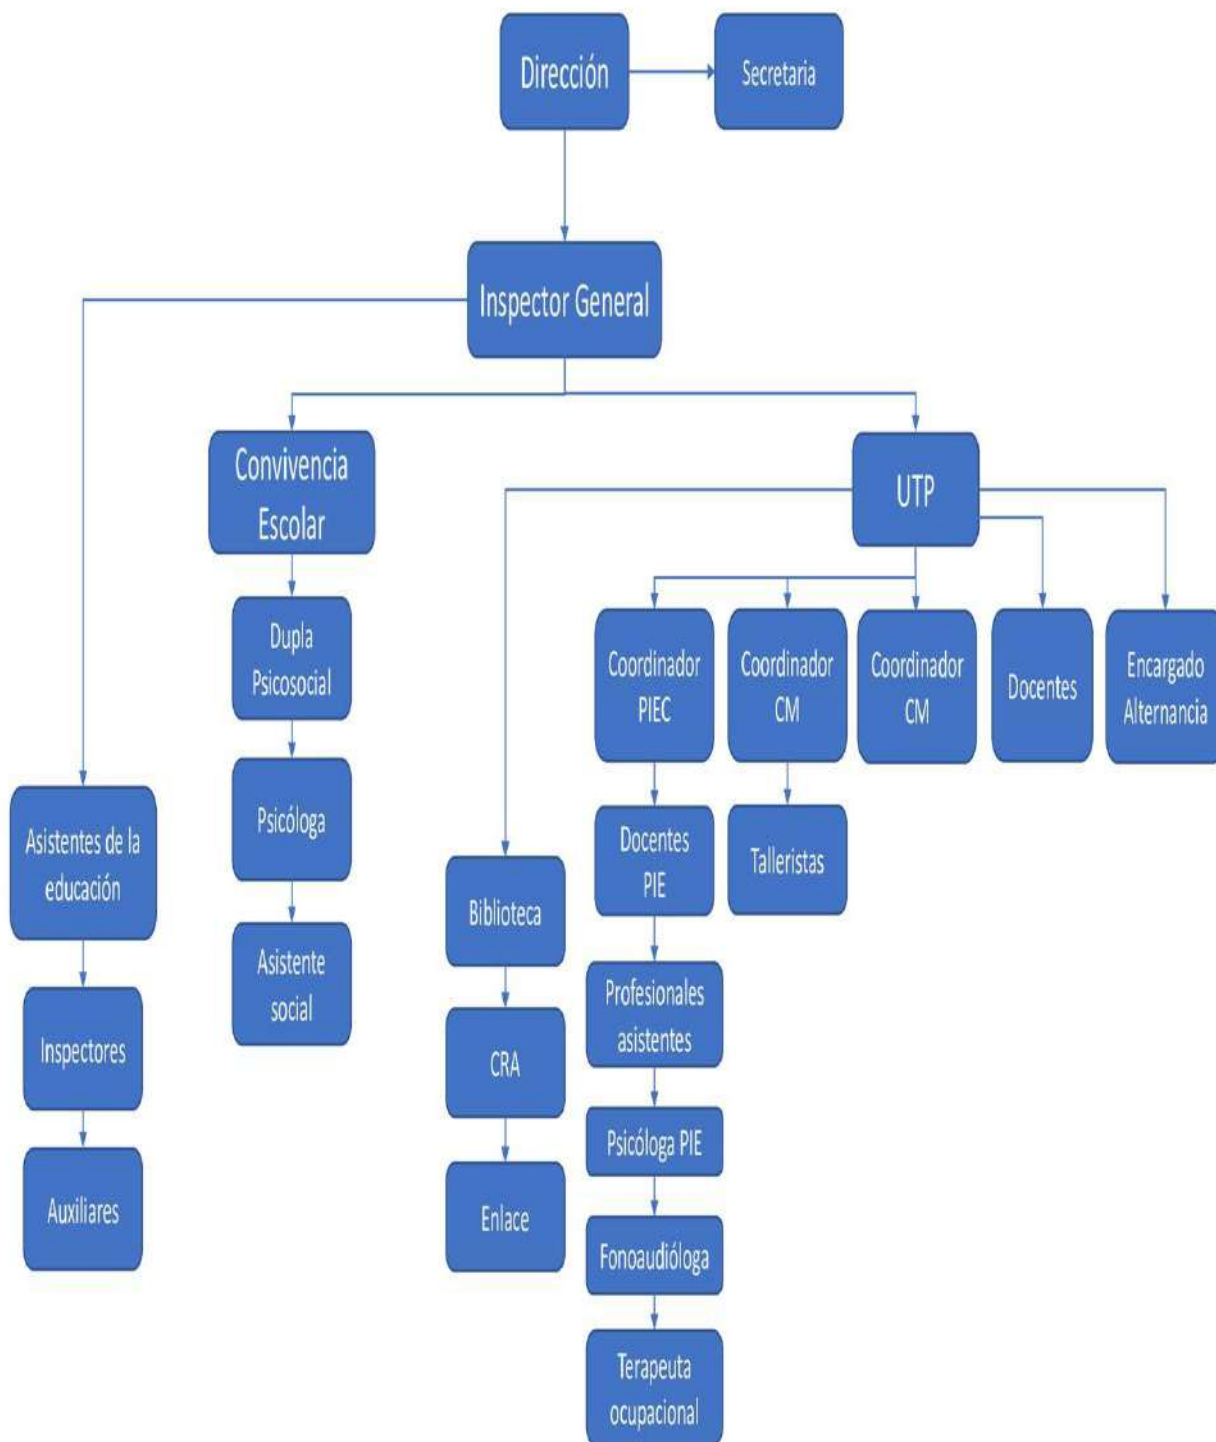 Dirección
Secretaria
Inspector General
Convivencia
Escolar
UTP
Dupla
Psicosocial
Coordinador
PIEC
Coordinador
CM
Coordinador
CM
Docentes
Encargado
Alternancia
Asistentes de la
educación
Psicóloga
Docentes
PIE
Talleristas
Biblioteca
Asistente
social
Profesionales
asistentes
Inspectores
CRA
Psicóloga PIE
Auxiliares
Enlace
Fonoaudióloga
Terapeuta
ocupacional